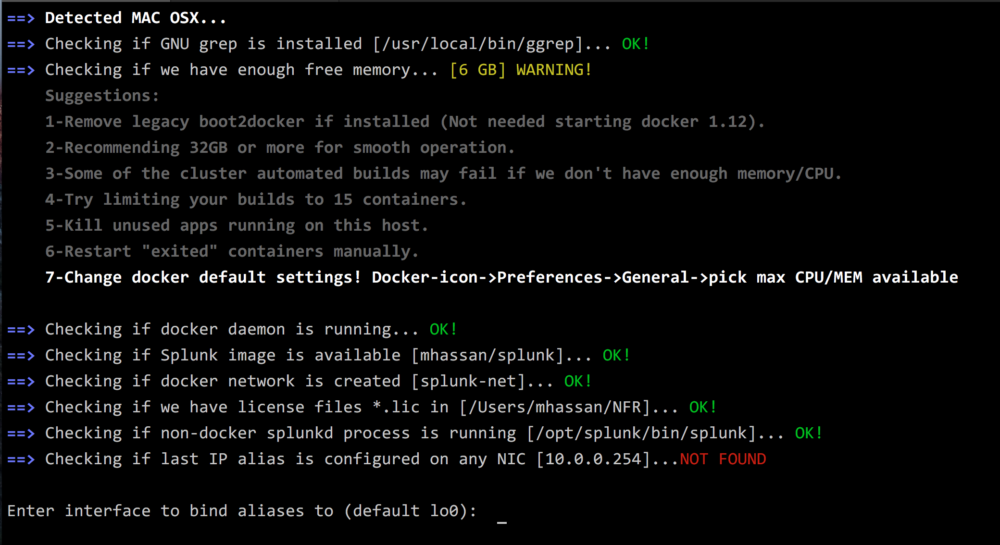 ==> Detected MAC OSX...
==> Checking if GNU grep is installed [/usr/local/bin/ggrep]... OK!
==> Checking if we have enough free memory... [6 GB] WARNING!
Suggestions:
1-Remove legacy boot2docker if installed (Not needed starting docker 1.12).
2-Recommending 32GB or more for smooth operation.
3-Some of the cluster automated builds may fail if we don't have enough memory/CPU.
4-Try limiting your builds to 15 containers.
5-Kill unused apps running on this host.
6-Restart "exited" containers manually.
7-Change docker default settings! Docker-icon->Preferences->General->pick max CPU/MEM available
==> Checking if docker daemon is running... OK!
==> Checking if Splunk image is available [mhassan/splunk]... OK!
==> Checking if docker network is created [splunk-net]... OK!
==> Checking if we have license files *.lic in [/Users/mhassan/NFR]... OK!
==> Checking if non-docker splunkd process is running [/opt/splunk/bin/splunk]... OK!
==> Checking if last IP alias is configured on any NIC [10.0.0.254]...NOT FOUND
Enter interface to bind aliases to (default lo0): _